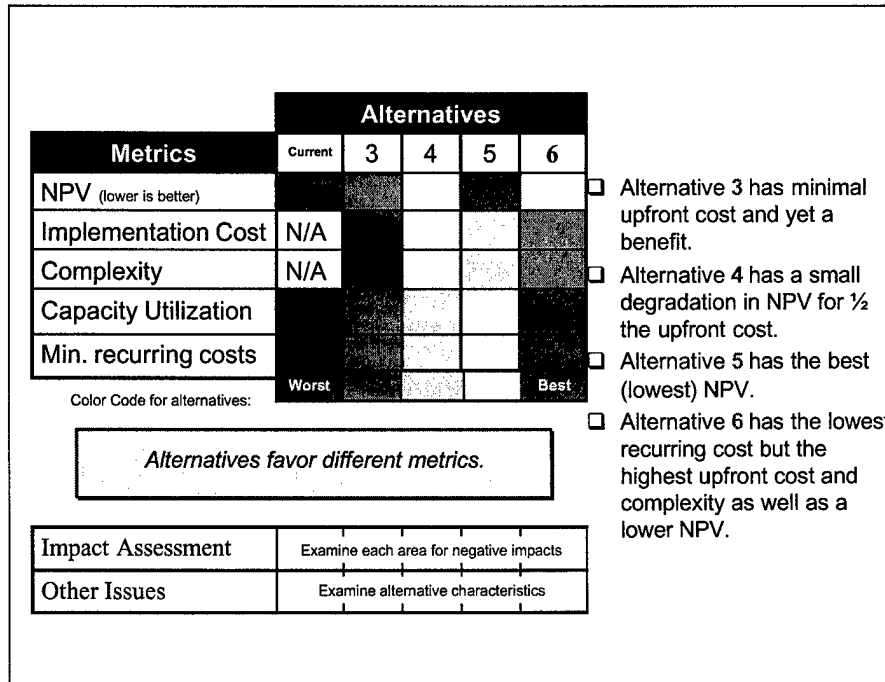 Alternatives
Metrics Current 3 4 5 6
NPV (lower is better)
Implementation Cost N/A
Complexity N/A
Capacity Utilization
Min. recurring costs
Color Code for alternatives: Worst Best
Alternatives favor different metrics.
Impact Assessment Examine each area for negative impacts
Other Issues Examine alternative characteristics
❑ Alternative 3 has minimal
upfront cost and yet a
benefit.
❑ Alternative 4 has a small
degradation in NPV for ½
the upfront cost.
❑ Alternative 5 has the best
(lowest) NPV.
❑ Alternative 6 has the lowest
recurring cost but the
highest upfront cost and
complexity as well as a
lower NPV.